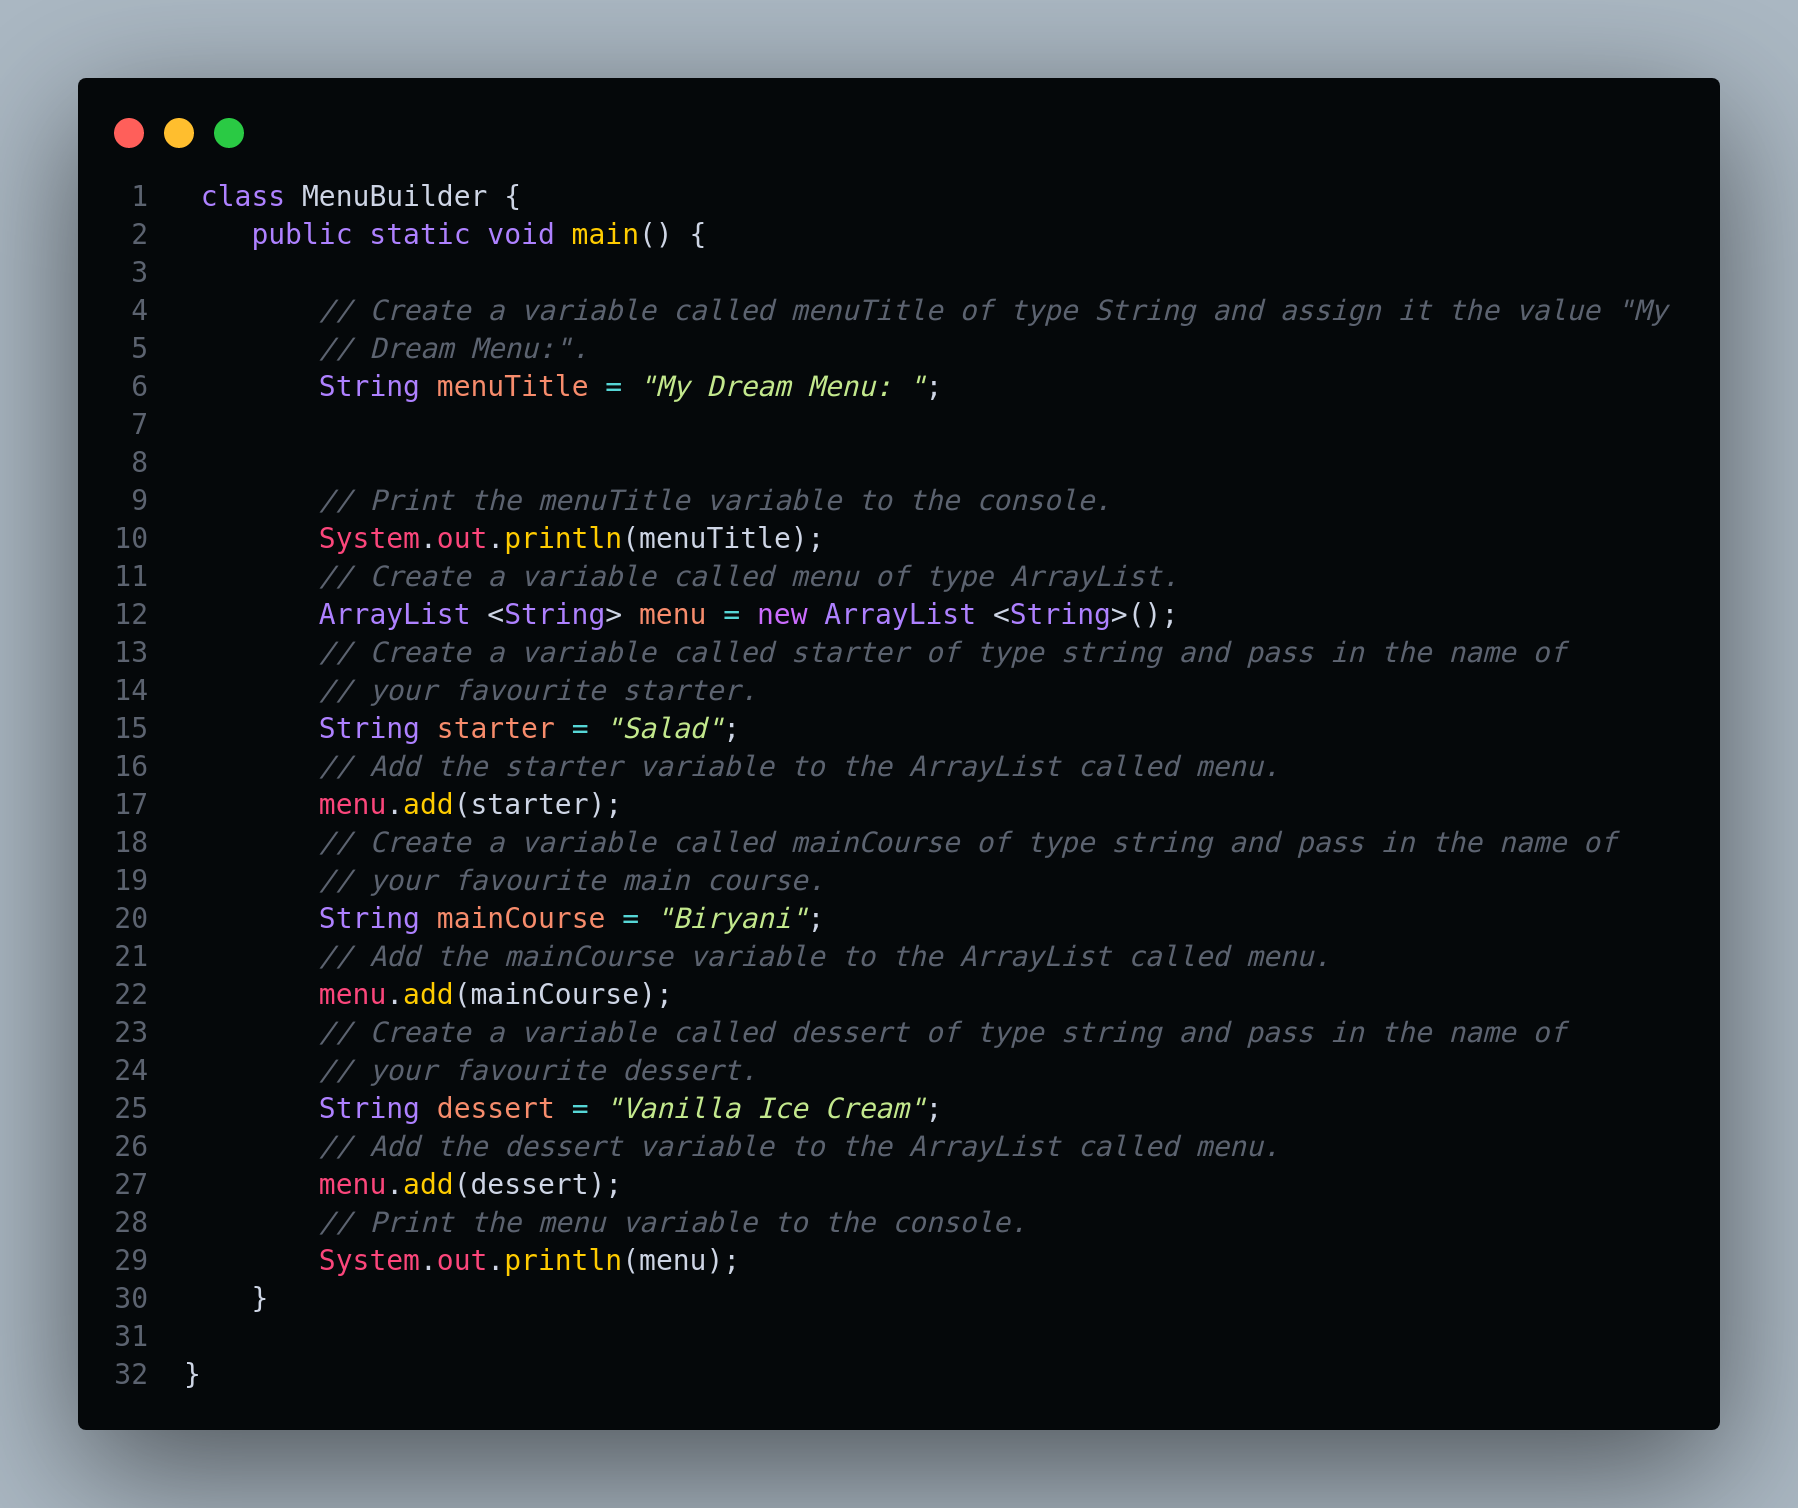 1 class MenuBuilder {
2 public static void main() {
3
4 // Create a variable called menuTitle of type String and assign it the value "My
5 // Dream Menu:".
6 String menuTitle = "My Dream Menu: ";
7
8
9 // Print the menuTitle variable to the console.
10 System.out.println(menuTitle);
11 // Create a variable called menu of type ArrayList.
12 ArrayList <String> menu = new ArrayList <String>();
13 // Create a variable called starter of type string and pass in the name of
14 // your favourite starter.
15 String starter = "Salad";
16 // Add the starter variable to the ArrayList called menu.
17 menu.add(starter);
18 // Create a variable called mainCourse of type string and pass in the name of
19 // your favourite main course.
20 String mainCourse = "Biryani";
21 // Add the mainCourse variable to the ArrayList called menu.
22 menu.add(mainCourse);
23 // Create a variable called dessert of type string and pass in the name of
24 // your favourite dessert.
25 String dessert = "Vanilla Ice Cream";
26 // Add the dessert variable to the ArrayList called menu.
27 menu.add(dessert);
28 // Print the menu variable to the console.
29 System.out.println(menu);
30 }
31
32 }